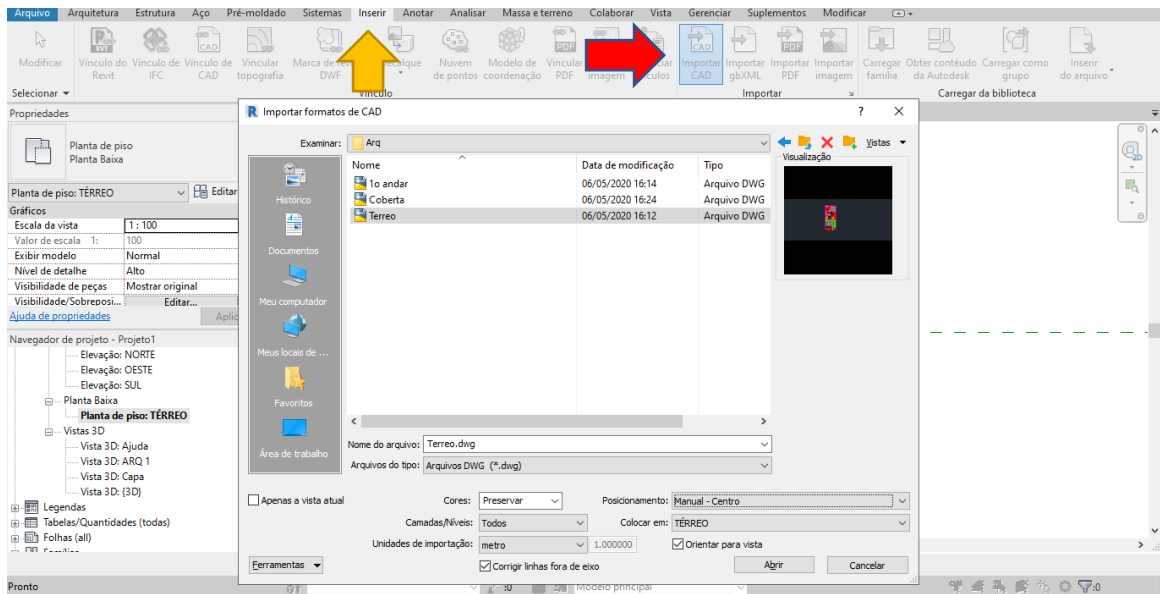 Arquivo Arquitetura Estrutura Aço Pré-moldado Sistemas Inserir Anotar Analisar Massa e terreno Colaborar Vista Gerenciar Suplementos Modificar
Modificar
Vínculo do Revit
Vínculo de IFC
Vínculo de CAD
Vincular topografia
Marca de DWF
Nuvem de pontos
Modelo de coordenação
Vincular PDF
imagem
Importar CAD
Importar gbXML
Importar PDF
Importar imagem
Carregar família
Obter contéudo da Autodesk
Carregar como grupo
Inserir do arquivo
Selecionar
Vínculo
Importar
Carregar da biblioteca
Propriedades
Planta de piso
Planta Baixa
Planta de piso: TÉRREO Editar
Gráficos
Escala da vista 1 : 100
Valor de escala 1: 100
Exibir modelo Normal
Nível de detalhe Alto
Visibilidade de peças Mostrar original
Visibilidade/Sobreposi... Editar...
Ajuda de propriedades Aplic
Navegador de projeto - Projeto1
Elevação: NORTE
Elevação: OESTE
Elevação: SUL
Planta Baixa
Planta de piso: TÉRREO
Vistas 3D
Vista 3D: Ajuda
Vista 3D: ARQ 1
Vista 3D: Capa
Vista 3D: {3D}
Legendas
Tabelas/Quantidades (todas)
Folhas (all)
Pronto
Importar formatos de CAD ? X
Examinar: Arq
Vistas
Visualização
Histórico
Documentos
Meu computador
Meus locais de ...
Favoritos
Área de trabalho
Nome Data de modificação Tipo
1o andar 06/05/2020 16:14 Arquivo DWG
Coberta 06/05/2020 16:24 Arquivo DWG
Terreo 06/05/2020 16:12 Arquivo DWG
Nome do arquivo: Terreo.dwg
Arquivos do tipo: Arquivos DWG (*.dwg)
Apenas a vista atual
Cores: Preservar
Posicionamento: Manual - Centro
Camadas/Níveis: Todos
Colocar em: TÉRREO
Unidades de importação: metro 1.000000
Orientar para vista
Corrigir linhas fora de eixo
Ferramentas
Abrir
Cancelar
:0
Modelo principal
:0